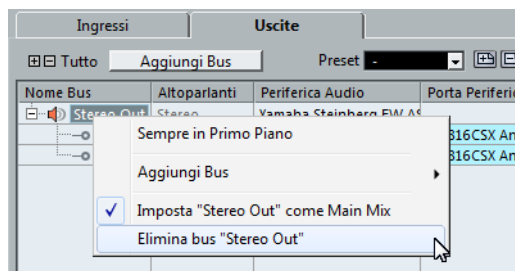 Ingressi Uscite
Tutto Aggiungi Bus Preset -
Nome Bus Altoparlanti Periferica Audio Porta Periferic
Stereo Out Stereo Yamaha Steinberg FW AS
Sempre in Primo Piano 816CSX An
816CSX An
Aggiungi Bus
Imposta "Stereo Out" come Main Mix
Elimina bus "Stereo Out"